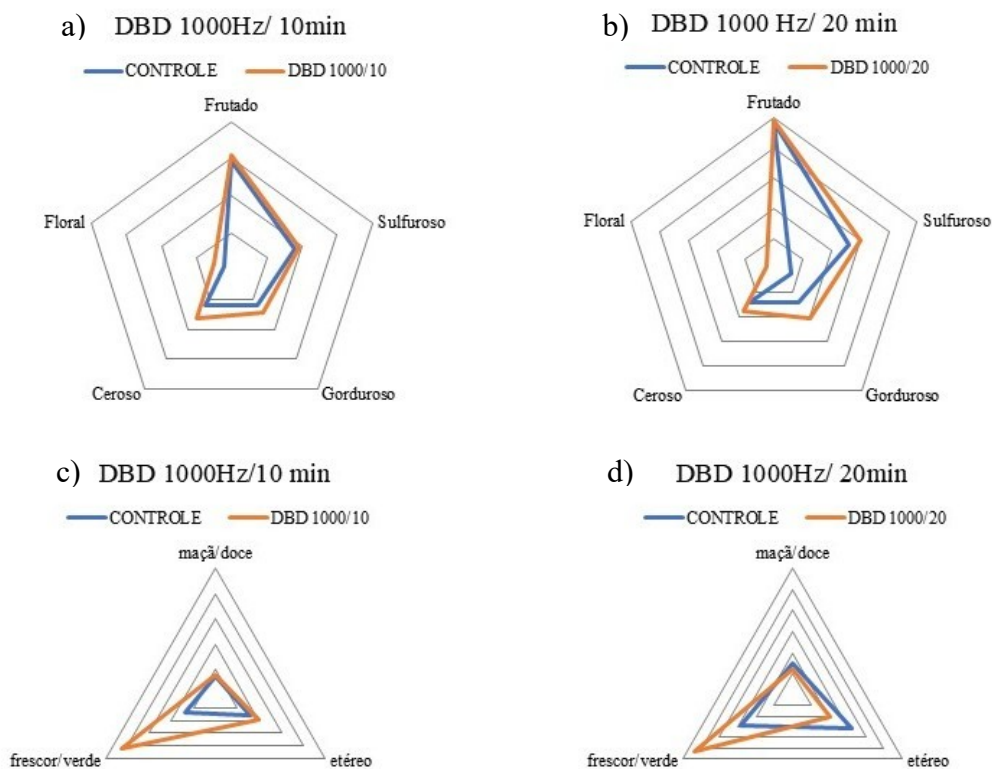 a) DBD 1000Hz/ 10min
CONTROLE DBD 1000/10
Frutado
Sulfuroso
Gorduroso
Ceroso
Floral
b) DBD 1000 Hz/ 20 min
CONTROLE DBD 1000/20
Frutado
Sulfuroso
Gorduroso
Ceroso
Floral
c) DBD 1000Hz/10 min
CONTROLE DBD 1000/10
maçã/doce
etéreo
frescor/verde
d) DBD 1000Hz/ 20min
CONTROLE DBD 1000/20
maçã/doce
etéreo
frescor/verde